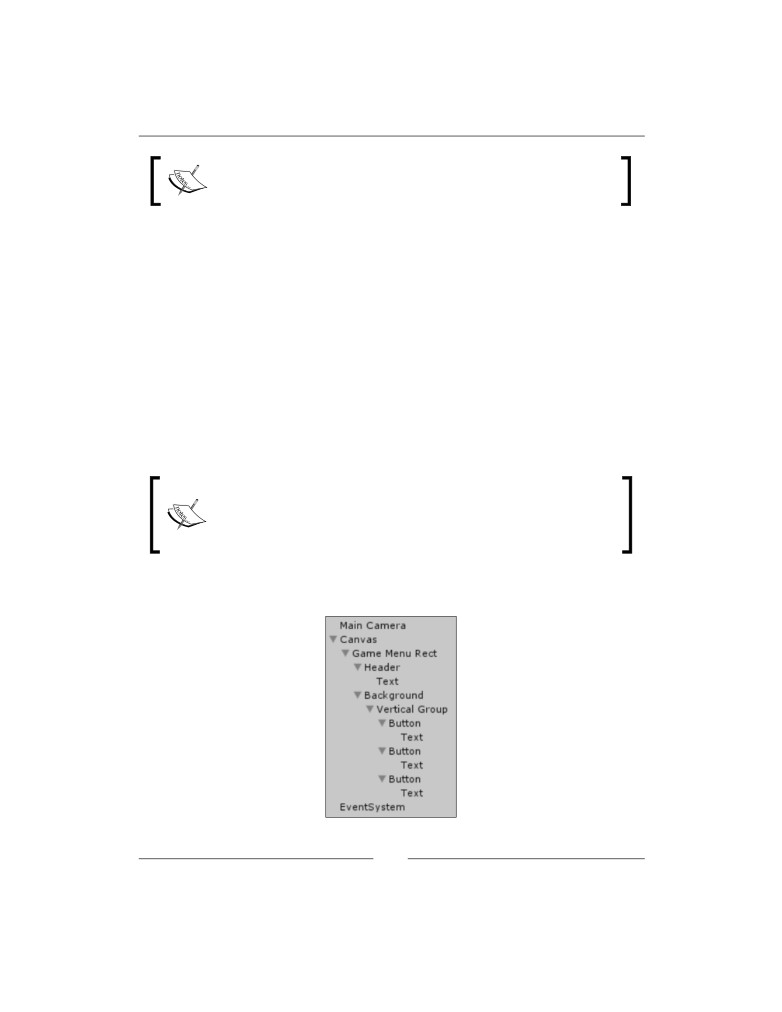 Main Camera
Canvas
Game Menu Rect
Header
Text
Background
Vertical Group
Button
Text
Button
Text
Button
Text
EventSystem